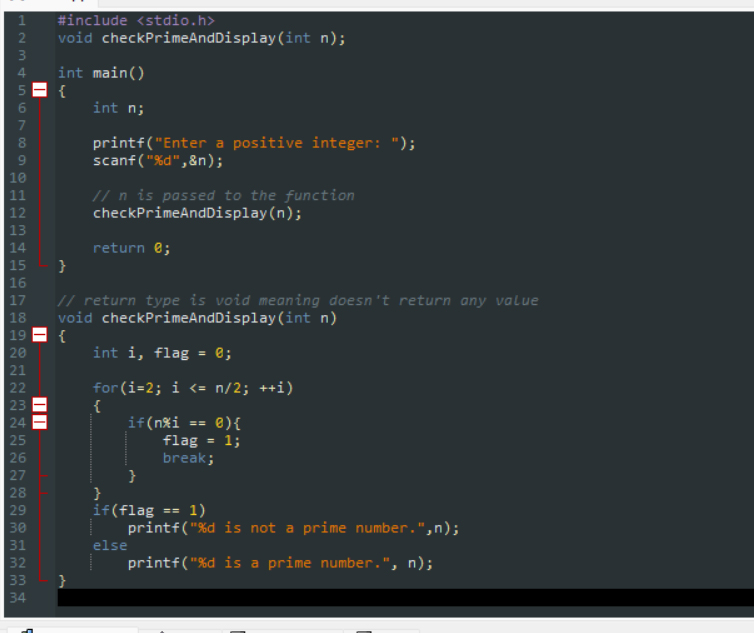 1 #include <stdio.h>
2 void checkPrimeAndDisplay(int n);
3
4 int main()
5 {
6     int n;
7
8     printf("Enter a positive integer: ");
9     scanf("%d",&n);
10
11     // n is passed to the function
12     checkPrimeAndDisplay(n);
13
14     return 0;
15 }
16
17 // return type is void meaning doesn't return any value
18 void checkPrimeAndDisplay(int n)
19 {
20     int i, flag = 0;
21
22     for(i=2; i <= n/2; ++i)
23     {
24         if(n%i == 0){
25             flag = 1;
26             break;
27         }
28     }
29     if(flag == 1)
30         printf("%d is not a prime number.",n);
31     else
32         printf("%d is a prime number.", n);
33 }
34